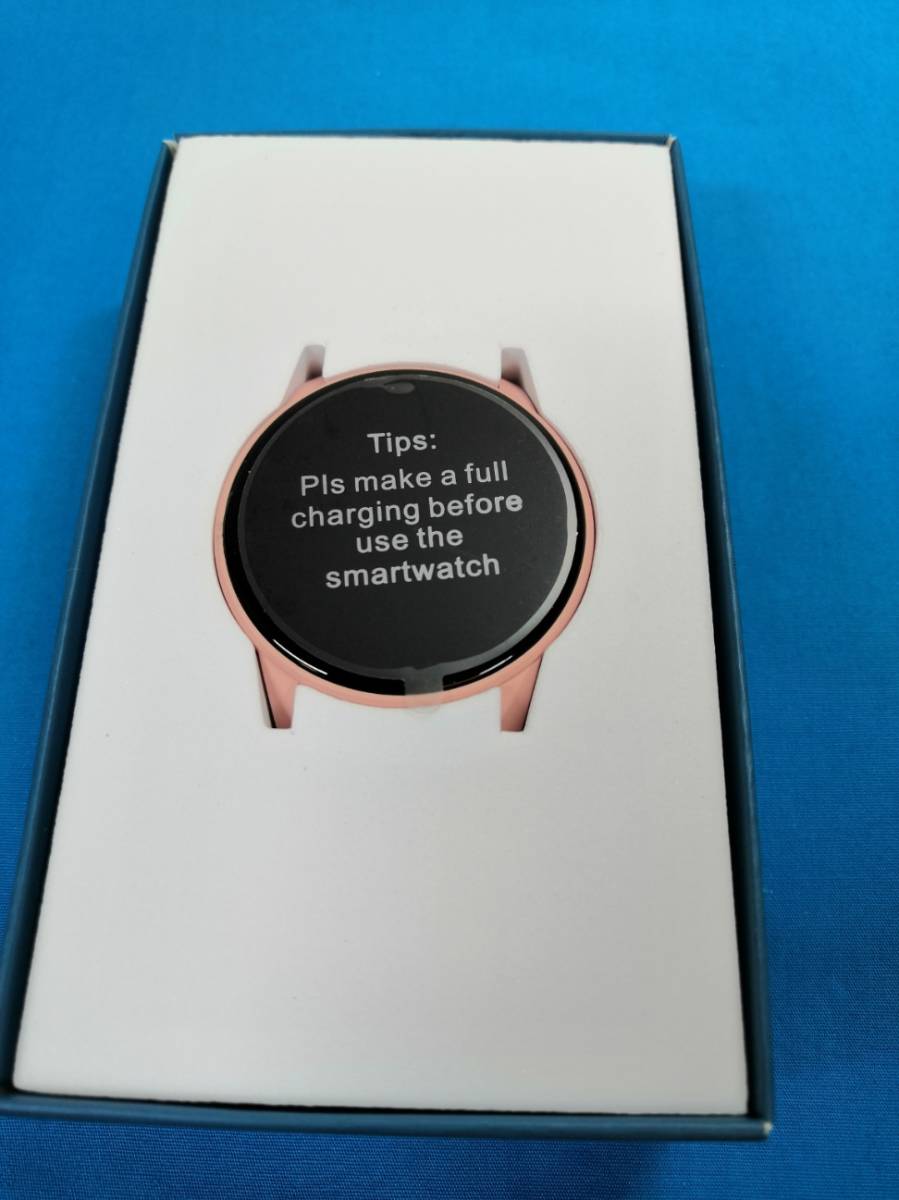 Tips:
Pls make a full
charging before
use the
smartwatch